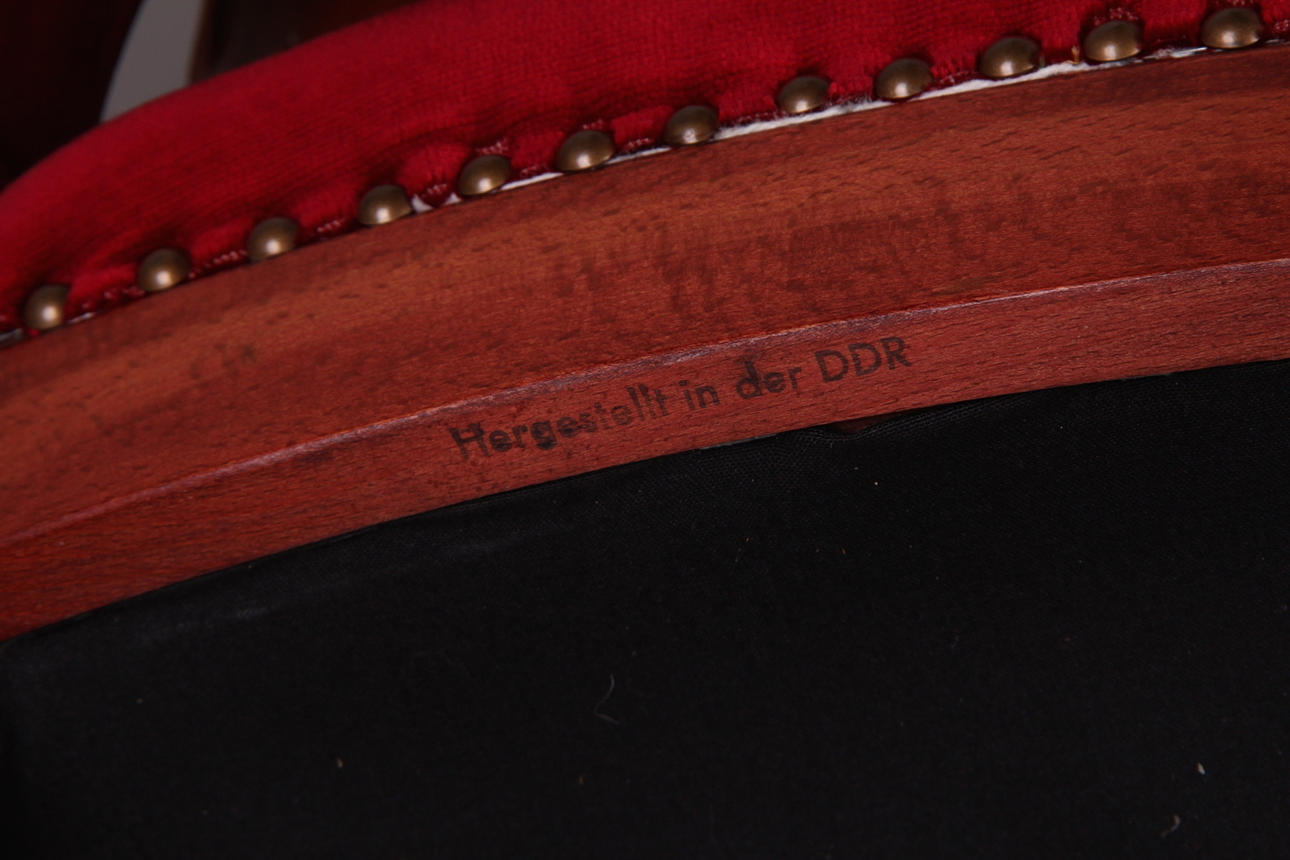 Hergestellt in der DDR